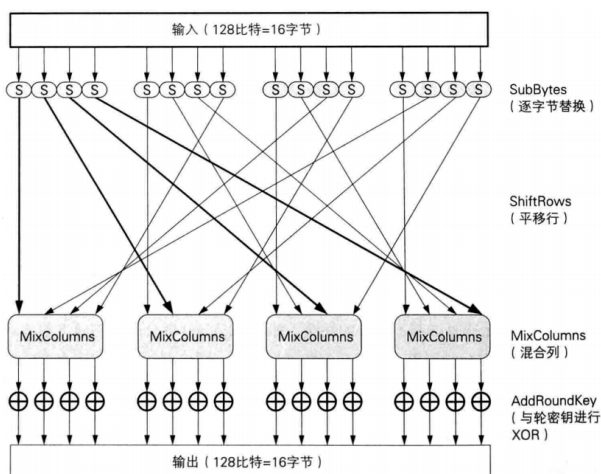 输入（128比特=16字节）
S S S S S S S S S S S S S S S S
SubBytes
（逐字节替换）
ShiftRows
（平移行）
MixColumns MixColumns MixColumns MixColumns
MixColumns
（混合列）
AddRoundKey
（与轮密钥进行
XOR）
输出（128比特=16字节）